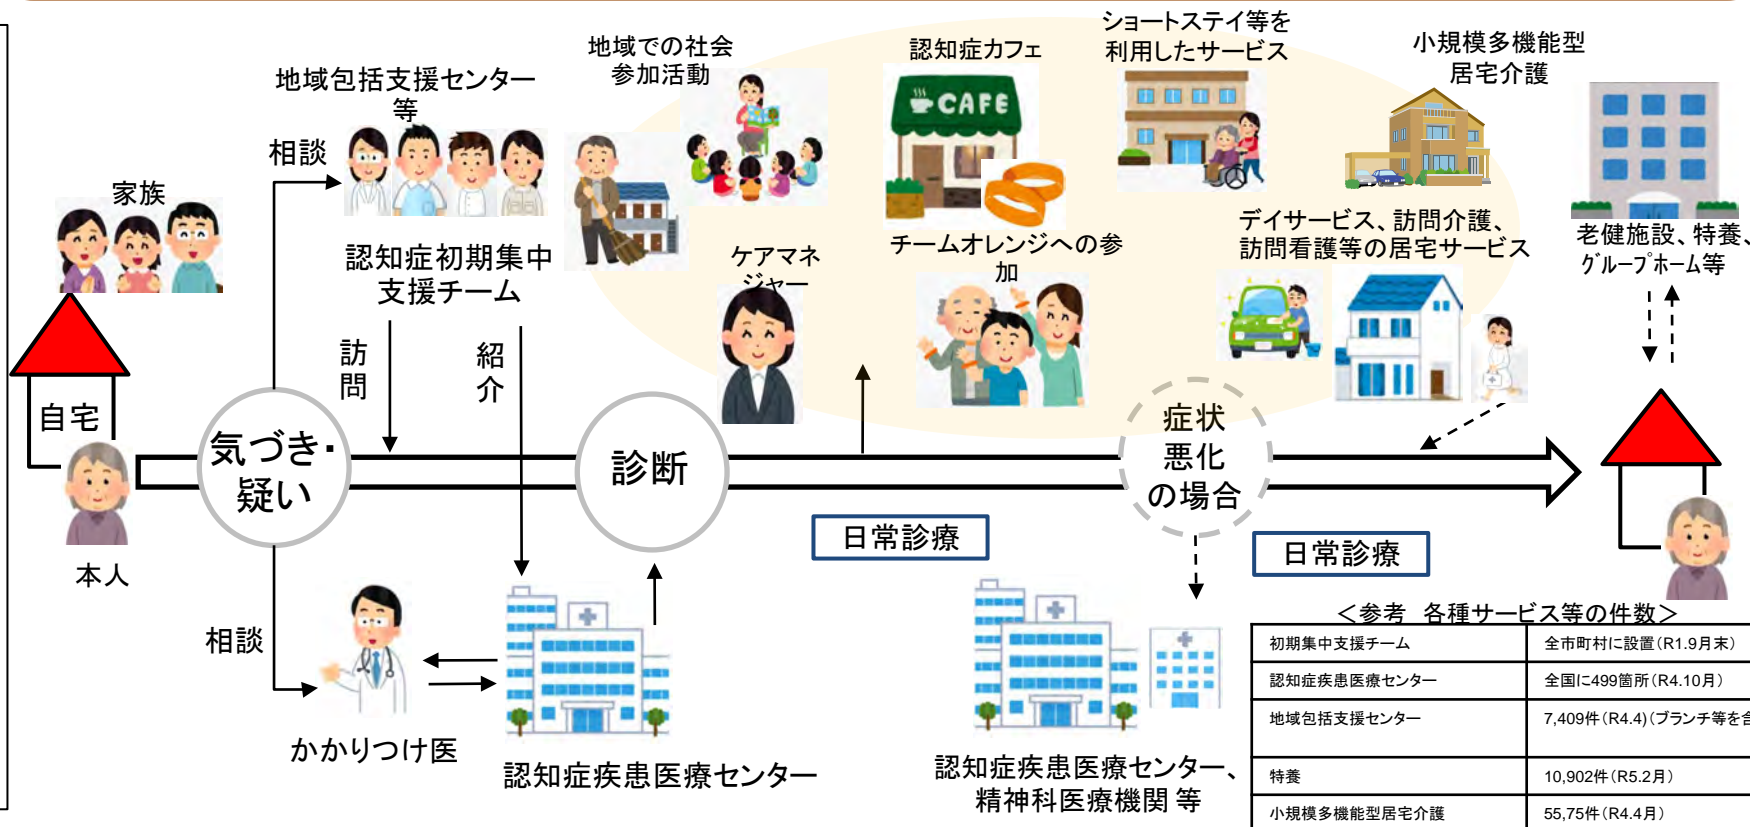 地域包括支援センター
等
相談
家族
認知症初期集中
支援チーム
訪
問
紹
介
自宅
本人
気づき・
疑い
相談
かかりつけ医
認知症疾患医療センター
診断
地域での社会
参加活動
ケアマネ
ジャー
認知症カフェ
CAFE
チームオレンジへの参
加
日常診療
ショートステイ等を
利用したサービス
小規模多機能型
居宅介護
デイサービス、訪問介護、
訪問看護等の居宅サービス
老健施設、特養、
グループホーム等
症状
悪化
の場合
日常診療
認知症疾患医療センター、
精神科医療機関 等
＜参考 各種サービス等の件数＞
初期集中支援チーム 全市町村に設置（R1.9月末）
認知症疾患医療センター 全国に499箇所（R4.10月）
地域包括支援センター 7,409件（R4.4）（ブランチ等を含
特養 10,902件（R5.2月）
小規模多機能型居宅介護 55,75件（R4.4月）